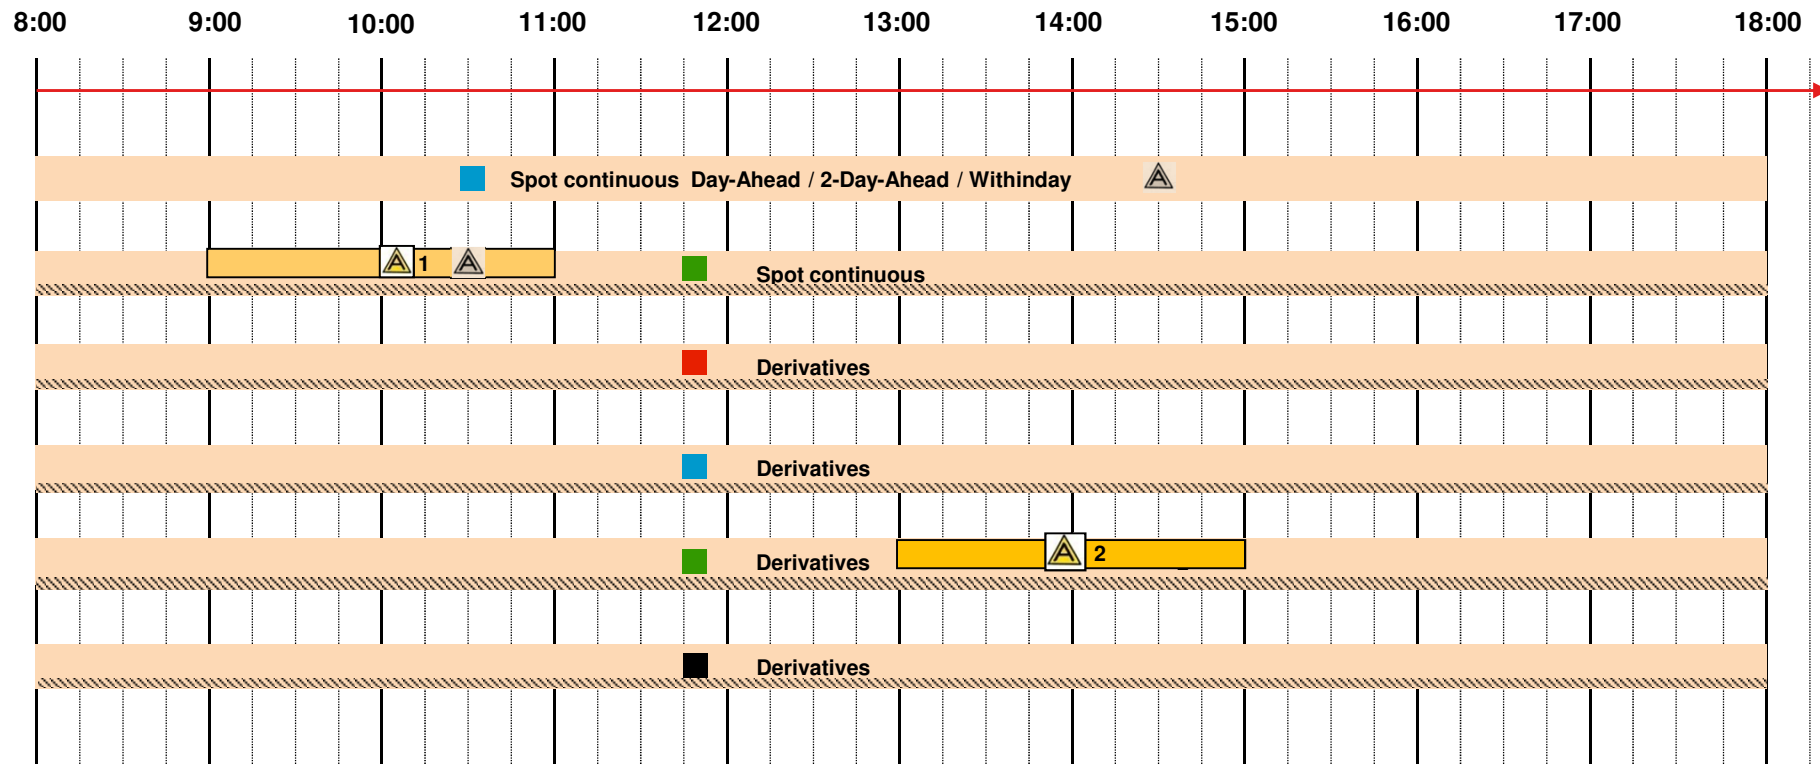 8:00 9:00 10:00 11:00 12:00 13:00 14:00 15:00 16:00 17:00 18:00
Spot continuous Day-Ahead / 2-Day-Ahead / Withinday A
A 1 A
Spot continuous
Derivatives
Derivatives
A 2
Derivatives
Derivatives